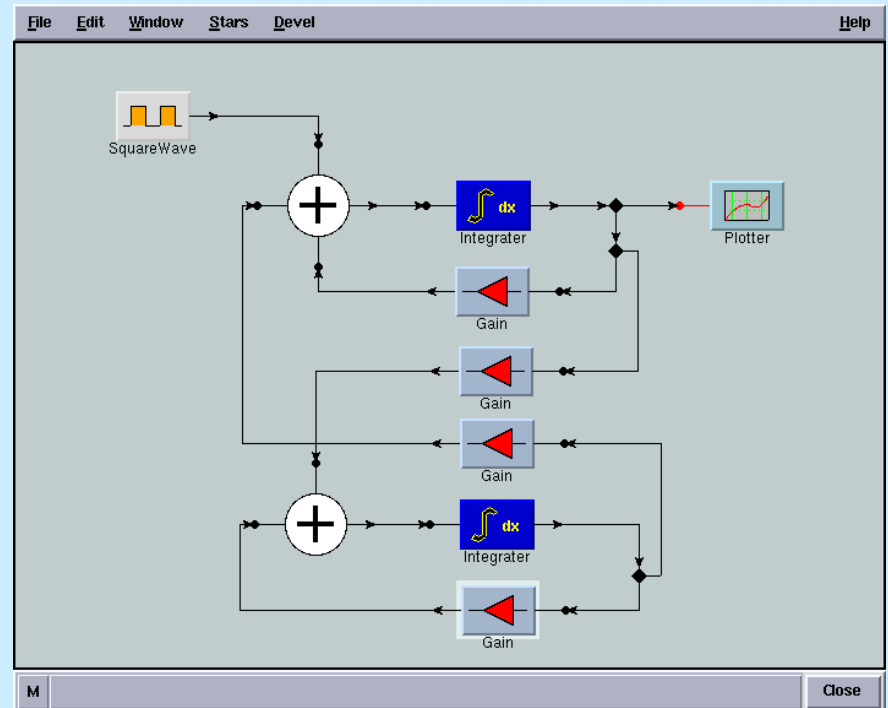 File Edit Window Stars Devel Help
SquareWave
dx
Integrater
Plotter
Gain
Gain
Gain
dx
Integrater
Gain
M Close